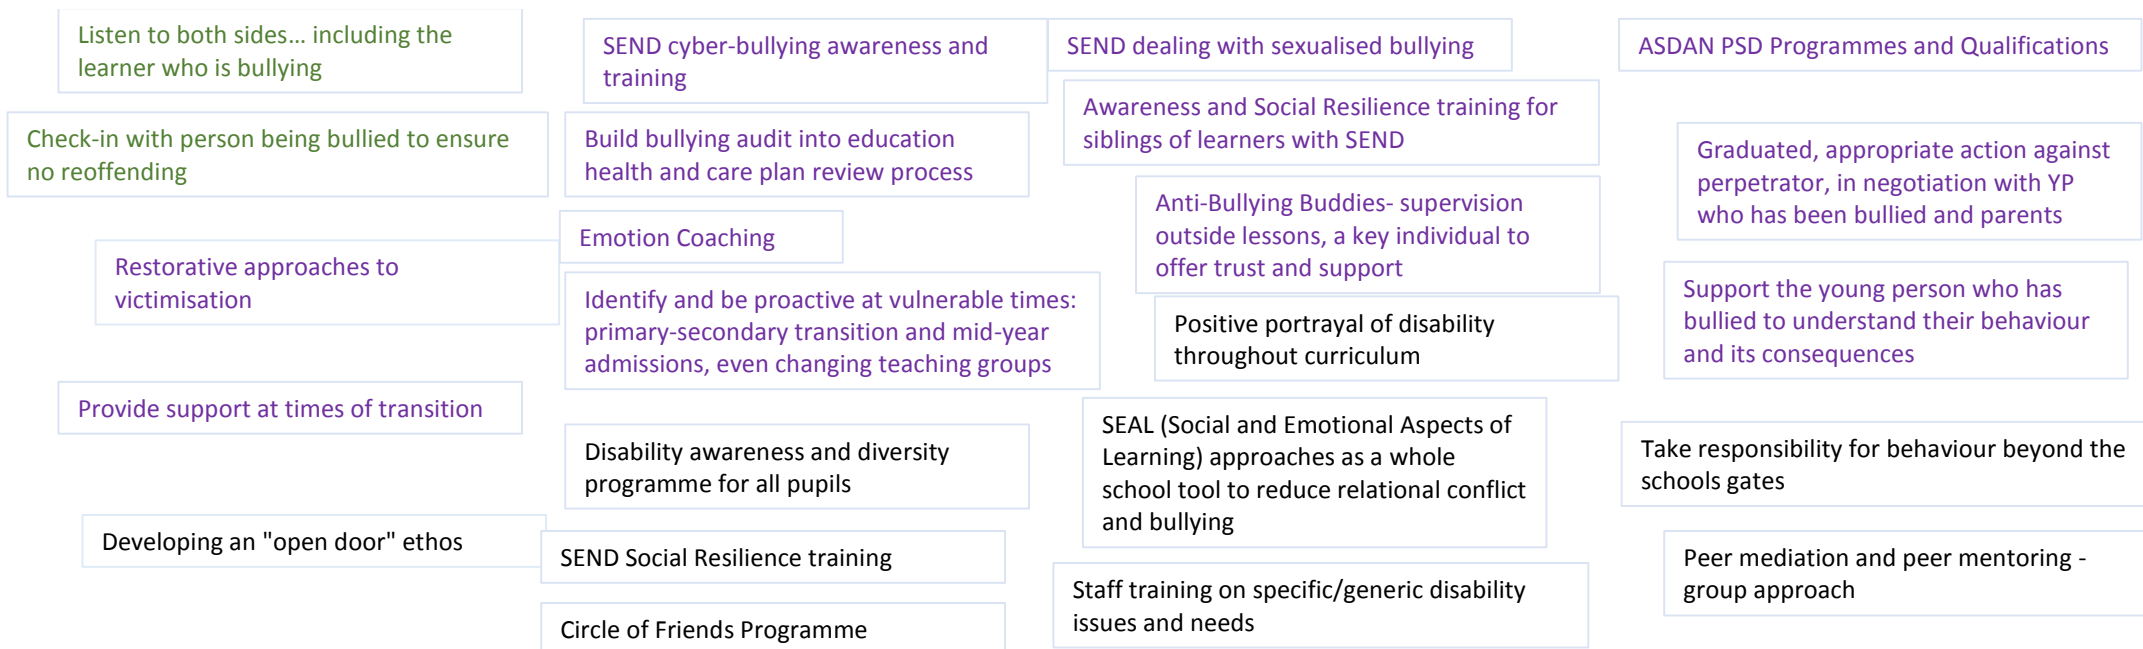 Listen to both sides... including the
learner who is bullying
Check-in with person being bullied to ensure
no reoffending
Restorative approaches to
victimisation
Provide support at times of transition
Developing an "open door" ethos
SEND cyber-bullying awareness and
training
Build bullying audit into education
health and care plan review process
Emotion Coaching
Identify and be proactive at vulnerable times:
primary-secondary transition and mid-year
admissions, even changing teaching groups
Disability awareness and diversity
programme for all pupils
SEND Social Resilience training
Circle of Friends Programme
SEND dealing with sexualised bullying
Awareness and Social Resilience training for
siblings of learners with SEND
Anti-Bullying Buddies- supervision
outside lessons, a key individual to
offer trust and support
Positive portrayal of disability
throughout curriculum
SEAL (Social and Emotional Aspects of
Learning) approaches as a whole
school tool to reduce relational conflict
and bullying
Staff training on specific/generic disability
issues and needs
ASDAN PSD Programmes and Qualifications
Graduated, appropriate action against
perpetrator, in negotiation with YP
who has been bullied and parents
Support the young person who has
bullied to understand their behaviour
and its consequences
Take responsibility for behaviour beyond the
schools gates
Peer mediation and peer mentoring -
group approach